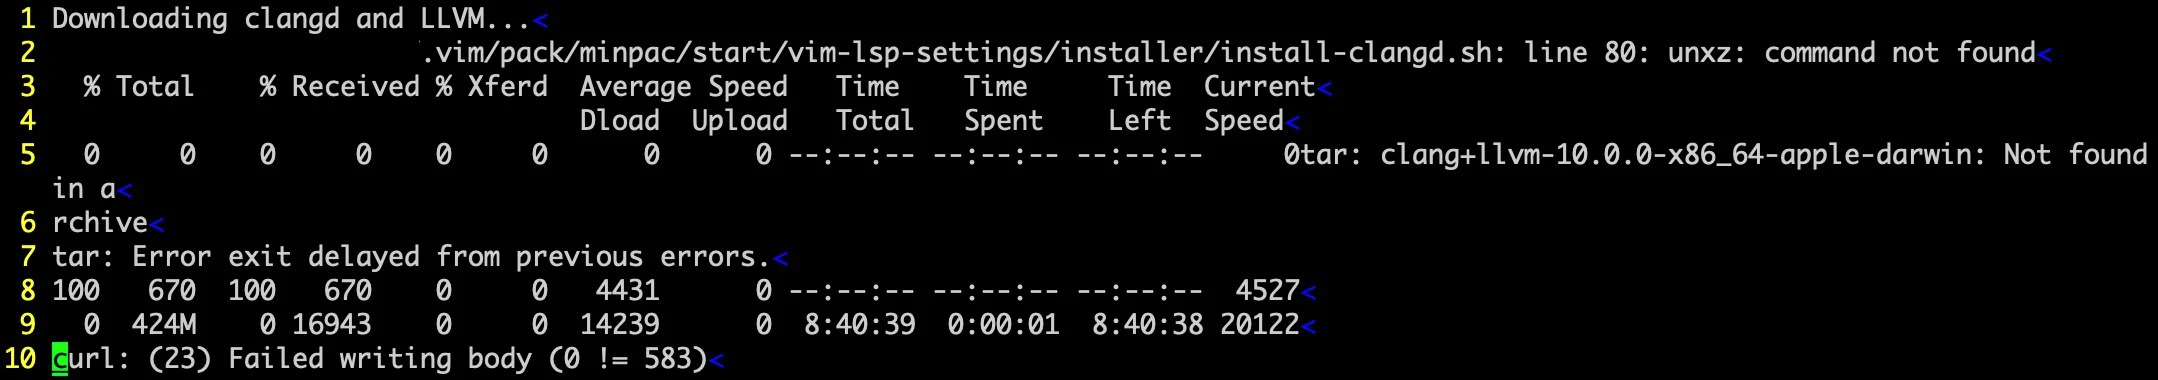 1 Downloading clangd and LLVM...<
2 .vim/pack/minpac/start/vim-lsp-settings/installer/install-clangd.sh: line 80: unxz: command not found<
3 % Total % Received % Xferd Average Speed Time Time Time Current<
4 Dload Upload Total Spent Left Speed<
5 0 0 0 0 0 0 0 0 --:--:-- --:--:-- --:--:-- 0tar: clang+llvm-10.0.0-x86_64-apple-darwin: Not found
in a<
6 rchive<
7 tar: Error exit delayed from previous errors.<
8 100 670 100 670 0 0 4431 0 --:--:-- --:--:-- --:--:-- 4527<
9 0 424M 0 16943 0 0 14239 0 8:40:39 0:00:01 8:40:38 20122<
10 curl: (23) Failed writing body (0 != 583)<